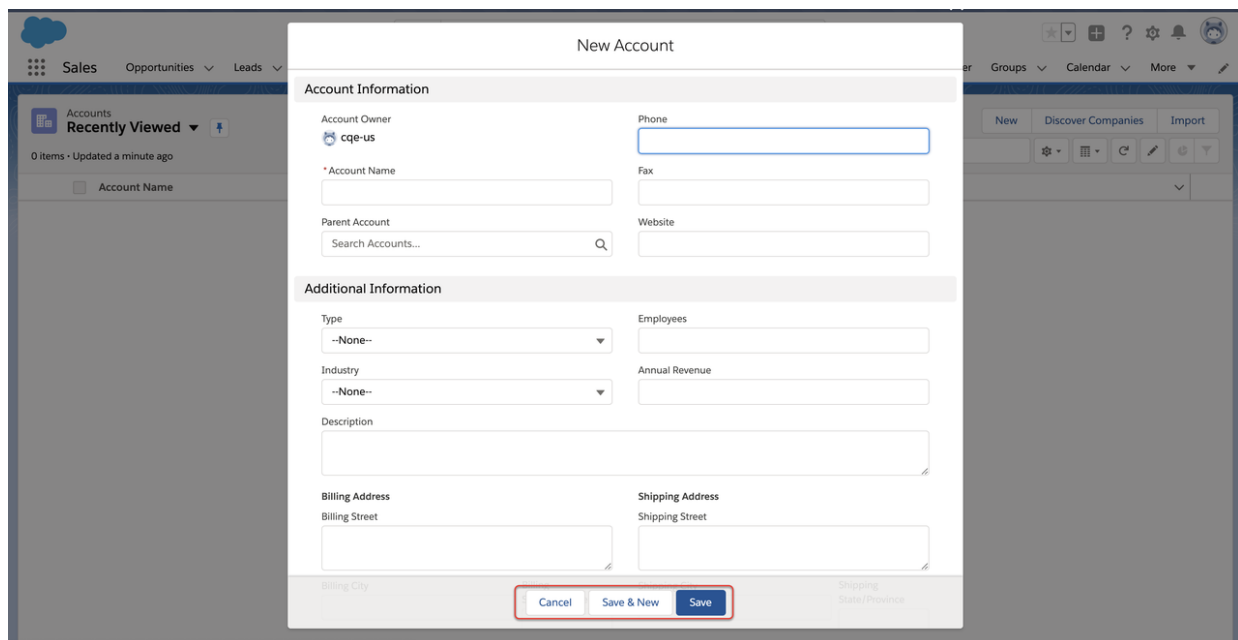 New Account
Sales
Opportunities
Leads
Groups
Calendar
More
Accounts
Recently Viewed
New
Discover Companies
Import
0 items • Updated a minute ago
Account Name
Account Information
Account Owner
Phone
cqe-us
*Account Name
Fax
Parent Account
Website
Search Accounts...
Additional Information
Type
Employees
--None--
Industry
Annual Revenue
--None--
Description
Billing Address
Shipping Address
Billing Street
Shipping Street
Billing City
Shipping
State/Province
Cancel
Save & New
Save